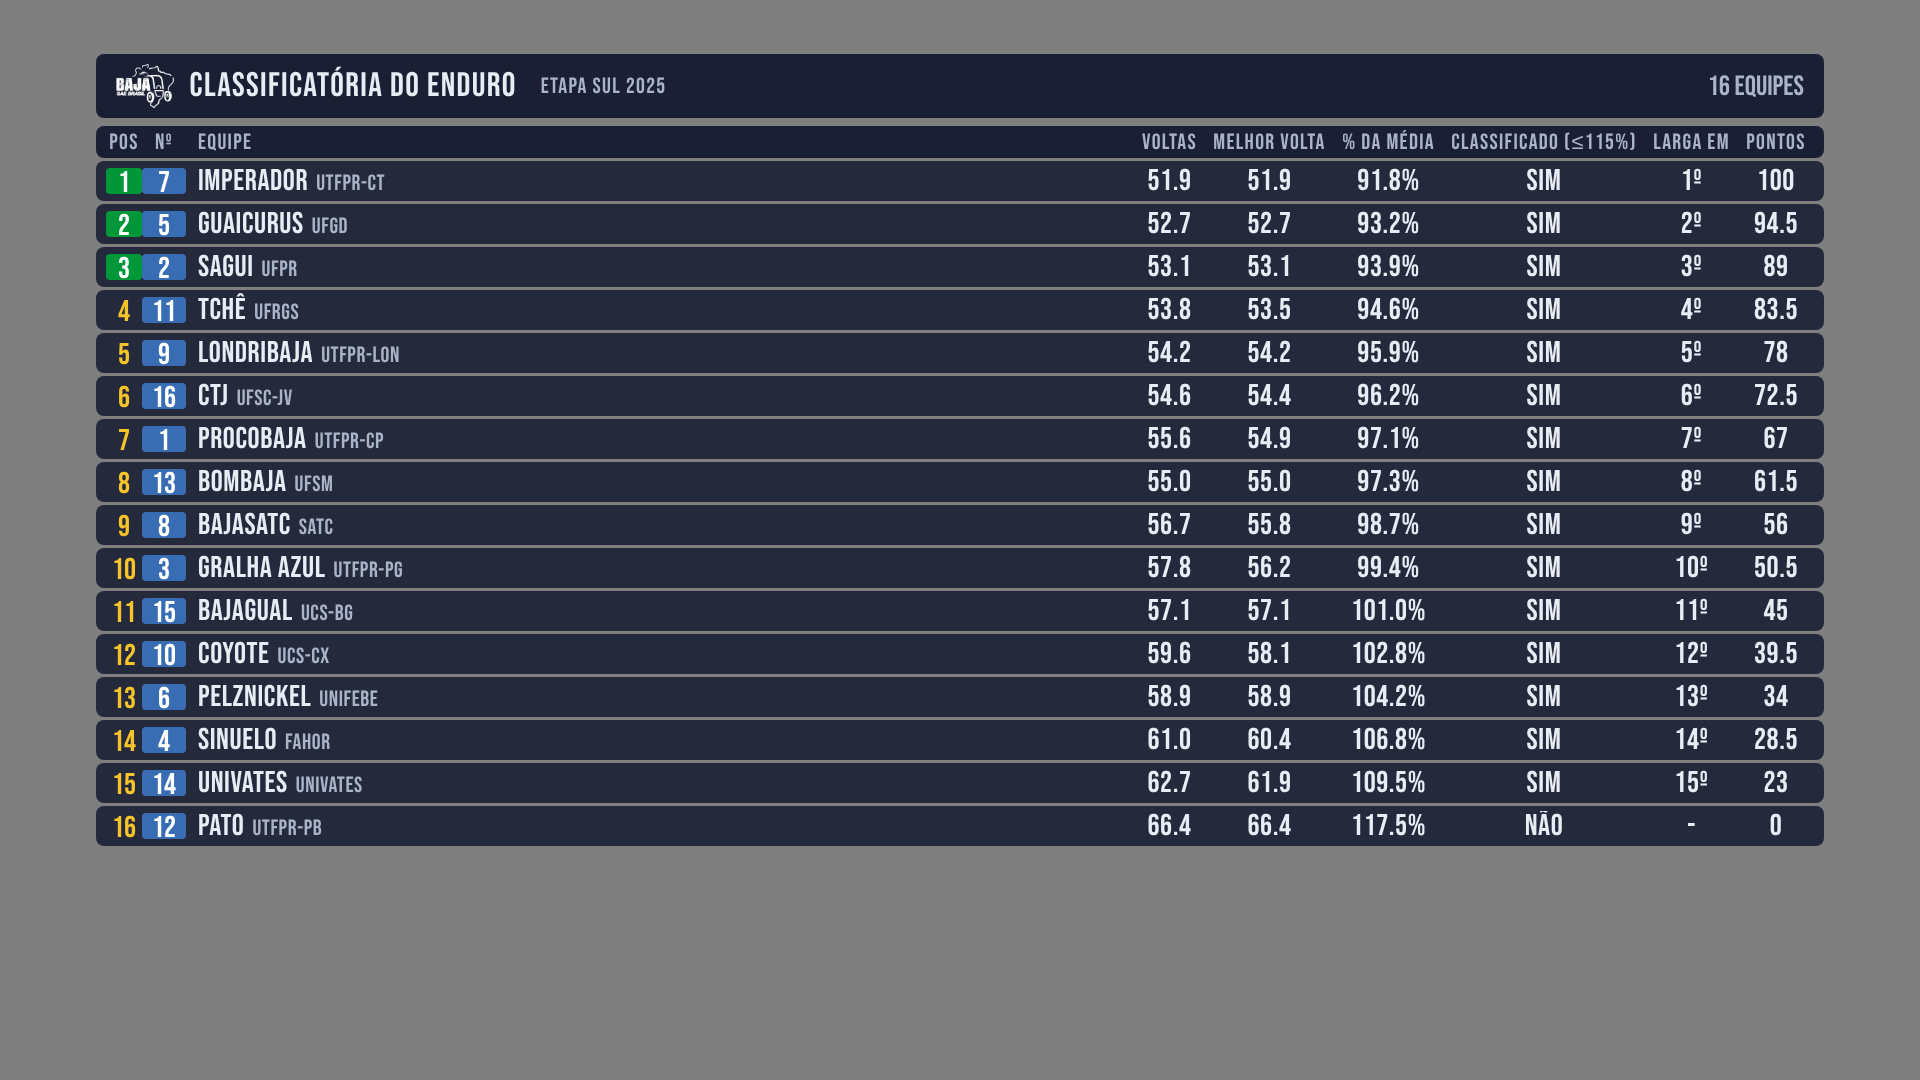 BAJA SAE BRASIL CLASSIFICATÓRIA DO ENDURO ETAPA SUL 2025 16 EQUIPES
POS Nº EQUIPE VOLTAS MELHOR VOLTA % DA MÉDIA CLASSIFICADO (≤115%) LARGA EM PONTOS
1 7 IMPERADOR UTFPR-CT 51.9 51.9 91.8% SIM 1º 100
2 5 GUAICURUS UFGD 52.7 52.7 93.2% SIM 2º 94.5
3 2 SAGUI UFPR 53.1 53.1 93.9% SIM 3º 89
4 11 TCHÊ UFRGS 53.8 53.5 94.6% SIM 4º 83.5
5 9 LONDRIBAJA UTFPR-LON 54.2 54.2 95.9% SIM 5º 78
6 16 CTJ UFSC-JV 54.6 54.4 96.2% SIM 6º 72.5
7 1 PROCOBAJA UTFPR-CP 55.6 54.9 97.1% SIM 7º 67
8 13 BOMBAJA UFSM 55.0 55.0 97.3% SIM 8º 61.5
9 8 BAJASATC SATC 56.7 55.8 98.7% SIM 9º 56
10 3 GRALHA AZUL UTFPR-PG 57.8 56.2 99.4% SIM 10º 50.5
11 15 BAJAGUAL UCS-BG 57.1 57.1 101.0% SIM 11º 45
12 10 COYOTE UCS-CX 59.6 58.1 102.8% SIM 12º 39.5
13 6 PELZNICKEL UNIFEBE 58.9 58.9 104.2% SIM 13º 34
14 4 SINUELO FAHOR 61.0 60.4 106.8% SIM 14º 28.5
15 14 UNIVATES UNIVATES 62.7 61.9 109.5% SIM 15º 23
16 12 PATO UTFPR-PB 66.4 66.4 117.5% NÃO - 0